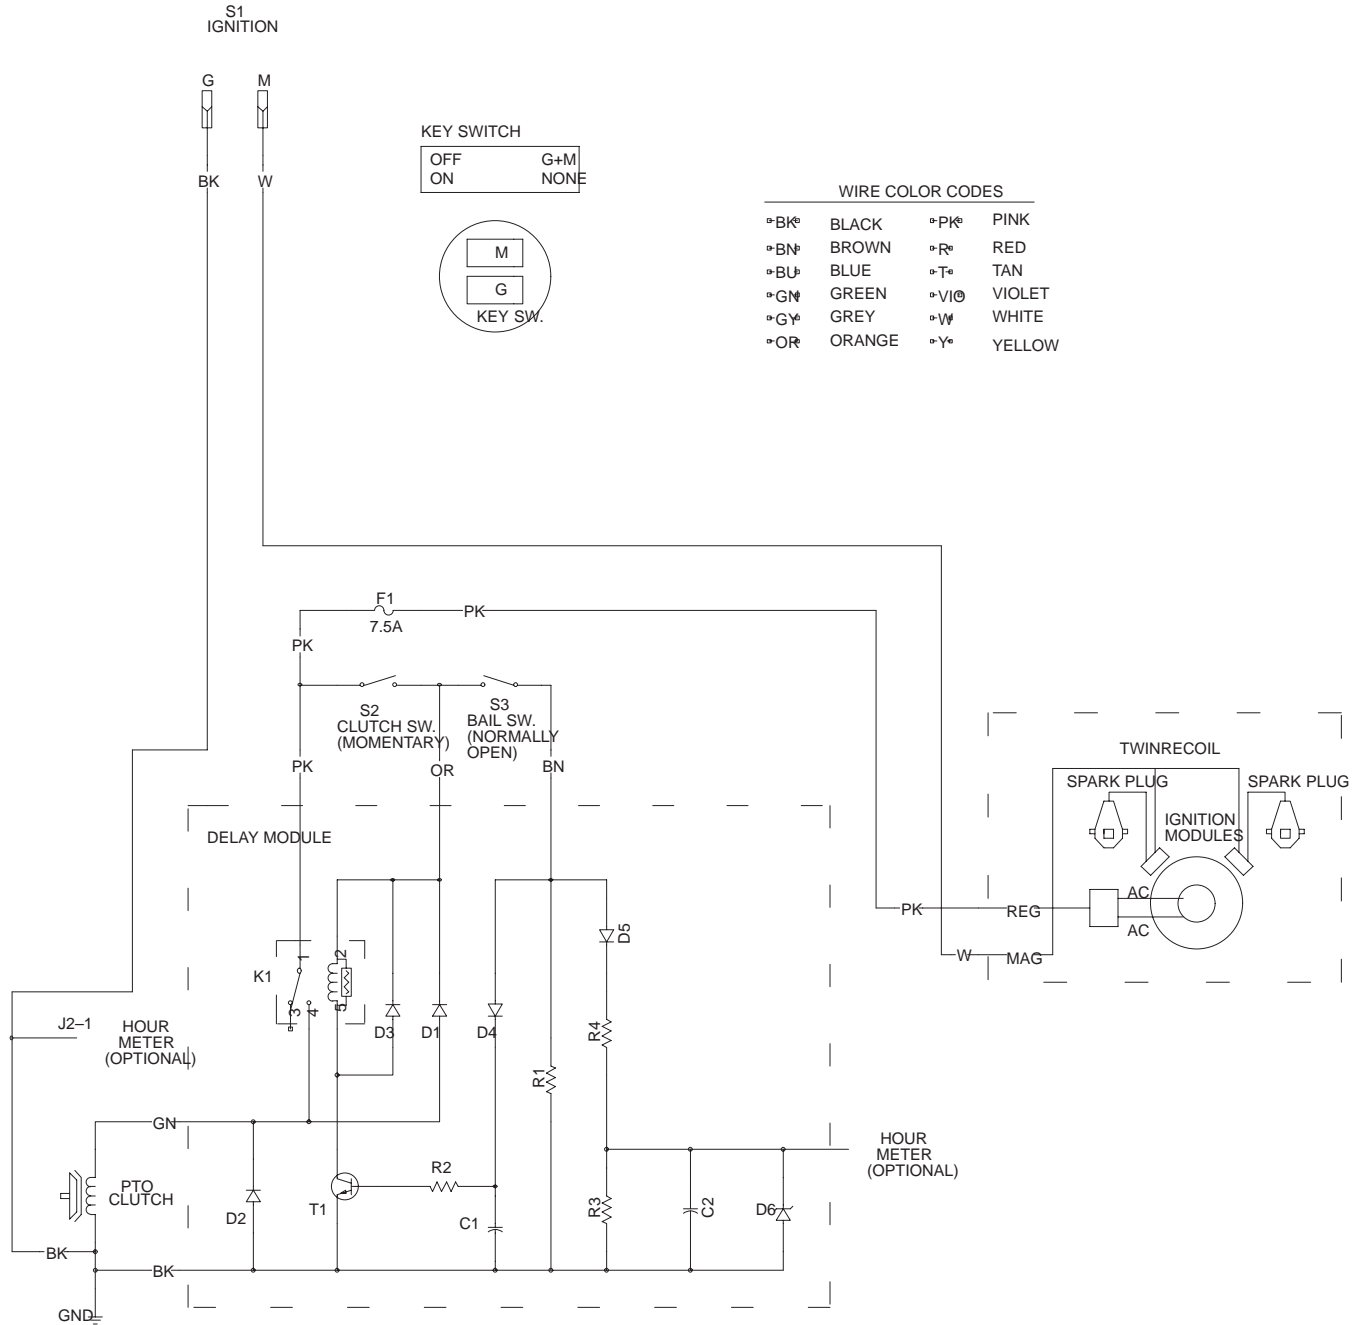 S1
IGNITION
G M
BK W
KEY SWITCH
OFF G+M
ON NONE
M
G
KEY SW.
WIRE COLOR CODES
BK BLACK PK PINK
BN BROWN R RED
BU BLUE T TAN
GN GREEN VIO VIOLET
GY GREY W WHITE
OR ORANGE Y YELLOW
F1
7.5A
PK
PK
S2
CLUTCH SW.
(MOMENTARY)
S3
BAIL SW.
(NORMALLY
OPEN)
PK OR BN
TWINRECOIL
SPARK PLUG SPARK PLUG
IGNITION
MODULES
AC
AC
PK REG
W MAG
DELAY MODULE
K1
1
2
3
4
5
D3 D1 D4
D5
R4
R1
J2–1
HOUR
METER
(OPTIONAL)
GN
PTO
CLUTCH
D2
T1
R2
C1
R3
C2
D6
HOUR
METER
(OPTIONAL)
BK
BK
GND